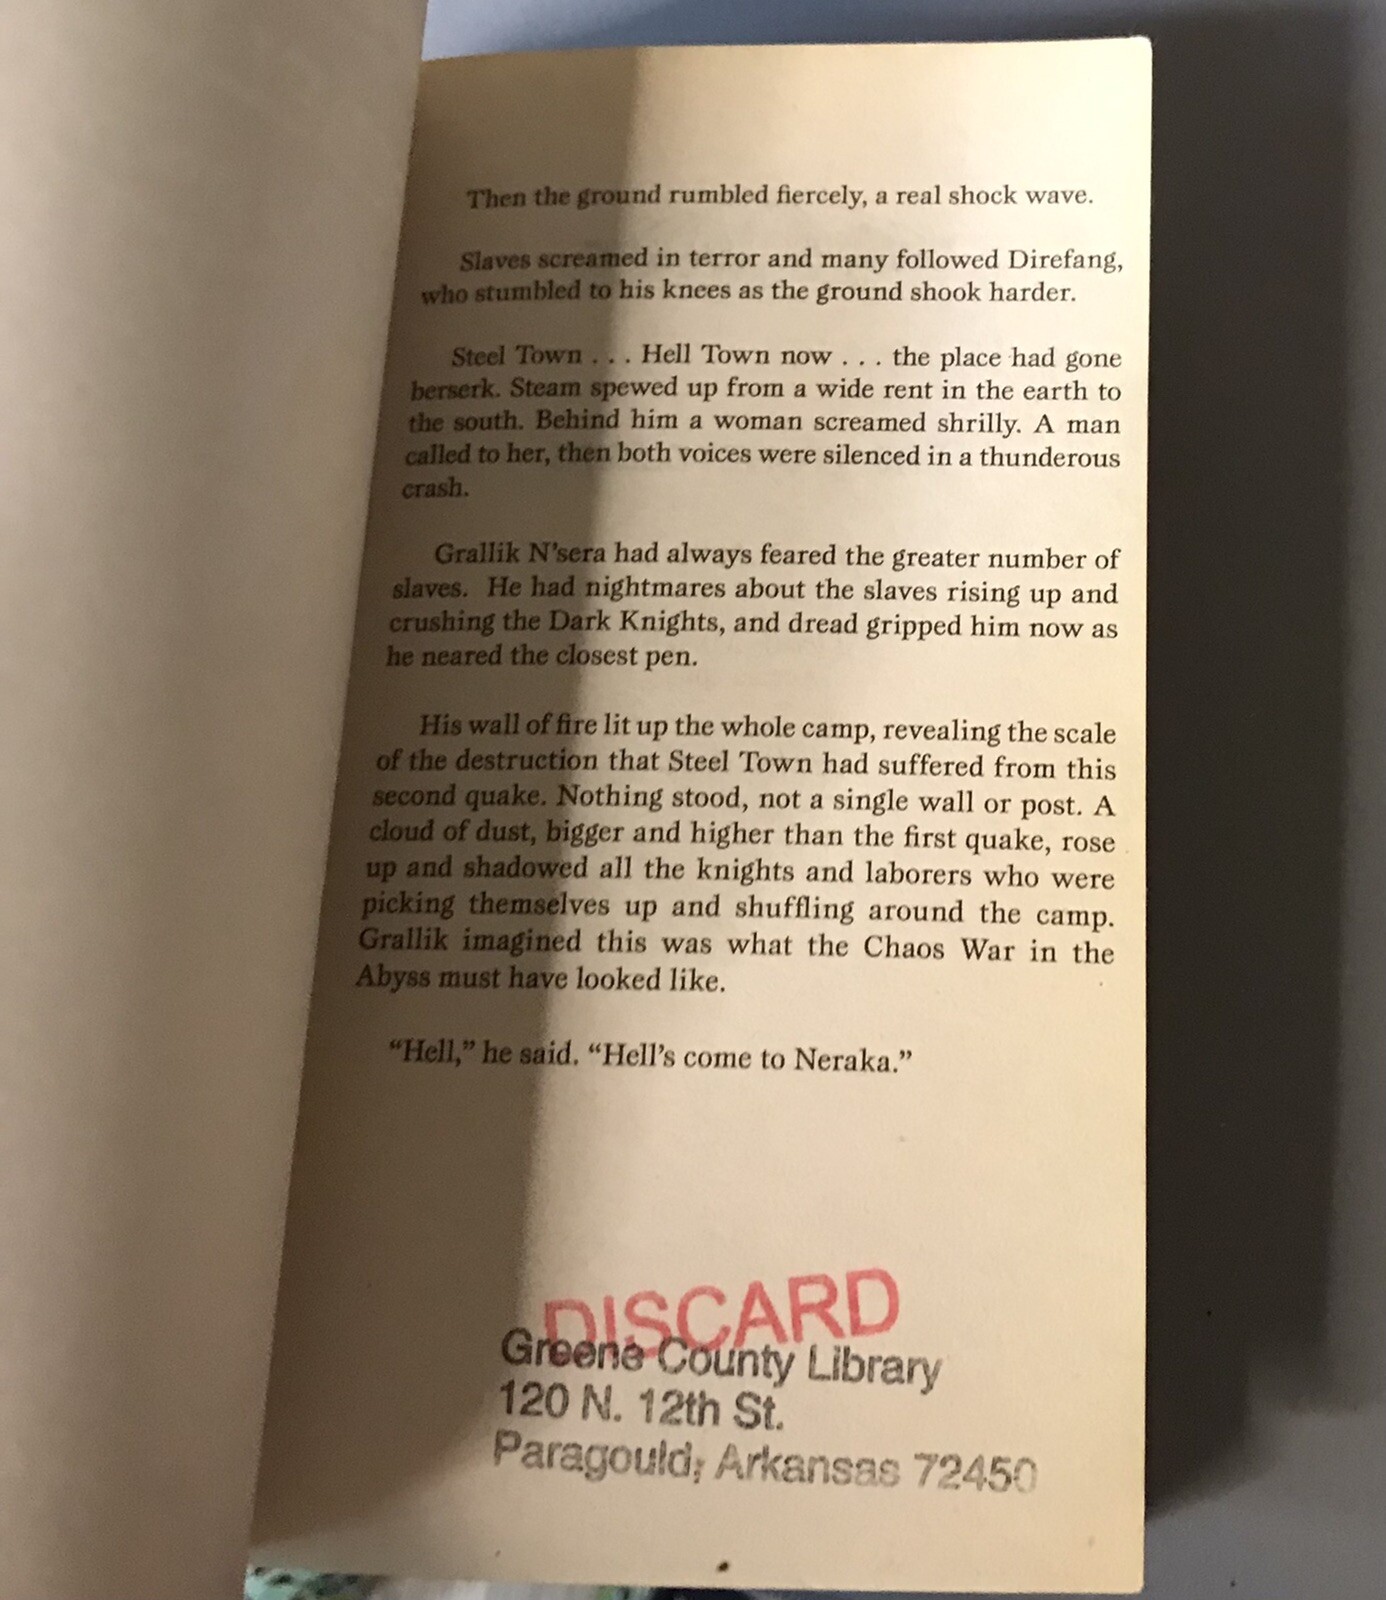 Then the ground rumbled fiercely, a real shock wave.
Slaves screamed in terror and many followed Direfang,
who stumbled to his knees as the ground shook harder.
Steel Town . . . Hell Town now . . . the place had gone
berserk. Steam spewed up from a wide rent in the earth to
the south. Behind him a woman screamed shrilly. A man
called to her, then both voices were silenced in a thunderous
crash.
Grallik N'sera had always feared the greater number of
slaves. He had nightmares about the slaves rising up and
crushing the Dark Knights, and dread gripped him now as
he neared the closest pen.
His wall of fire lit up the whole camp, revealing the scale
of the destruction that Steel Town had suffered from this
second quake. Nothing stood, not a single wall or post. A
cloud of dust, bigger and higher than the first quake, rose
up and shadowed all the knights and laborers who were
picking themselves up and shuffling around the camp.
Grallik imagined this was what the Chaos War in the
Abyss must have looked like.
“Hell,” he said. “Hell’s come to Neraka.”
DISCARD
Greene County Library
120 N. 12th St.
Paragould, Arkansas 72450